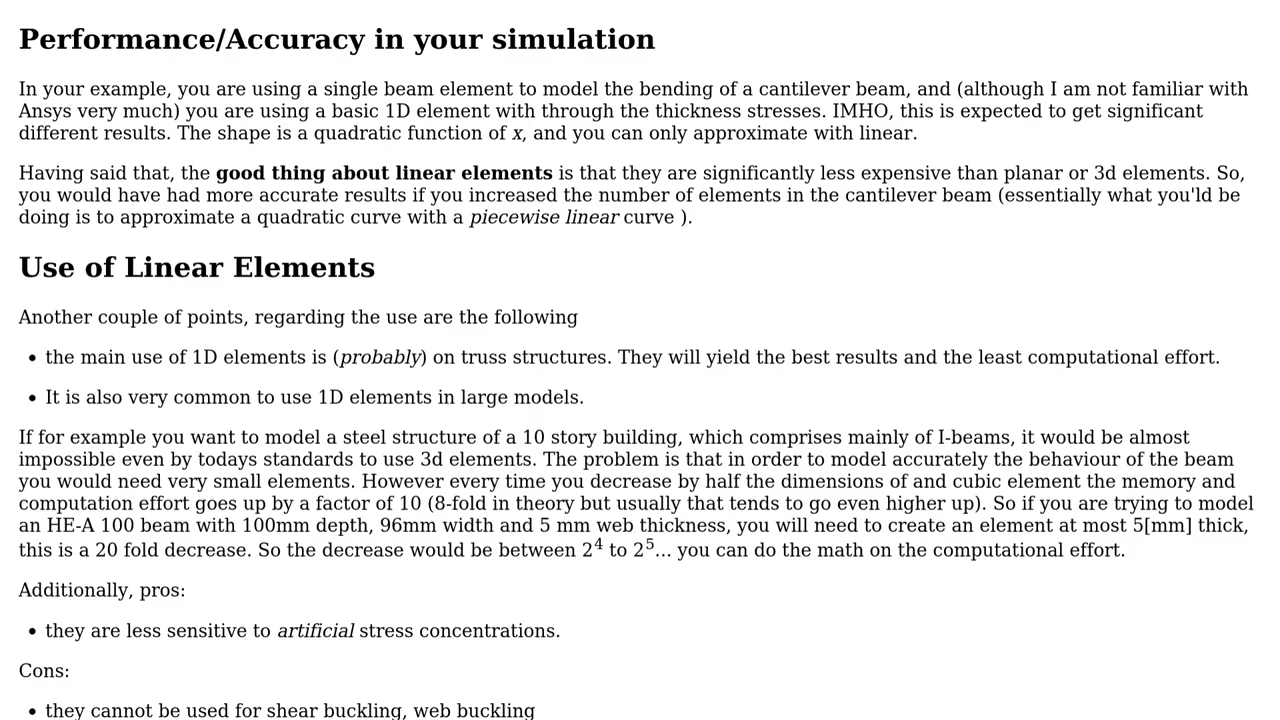 Performance/Accuracy in your simulation
In your example, you are using a single beam element to model the bending of a cantilever beam, and (although I am not familiar with
Ansys very much) you are using a basic 1D element with through the thickness stresses. IMHO, this is expected to get significant
different results. The shape is a quadratic function of x, and you can only approximate with linear.
Having said that, the good thing about linear elements is that they are significantly less expensive than planar or 3d elements. So,
you would have had more accurate results if you increased the number of elements in the cantilever beam (essentially what you'ld be
doing is to approximate a quadratic curve with a piecewise linear curve ).
Use of Linear Elements
Another couple of points, regarding the use are the following
• the main use of 1D elements is (probably) on truss structures. They will yield the best results and the least computational effort.
• It is also very common to use 1D elements in large models.
If for example you want to model a steel structure of a 10 story building, which comprises mainly of I-beams, it would be almost
impossible even by todays standards to use 3d elements. The problem is that in order to model accurately the behaviour of the beam
you would need very small elements. However every time you decrease by half the dimensions of and cubic element the memory and
computation effort goes up by a factor of 10 (8-fold in theory but usually that tends to go even higher up). So if you are trying to model
an HE-A 100 beam with 100mm depth, 96mm width and 5 mm web thickness, you will need to create an element at most 5[mm] thick,
this is a 20 fold decrease. So the decrease would be between 2^4 to 2^5... you can do the math on the computational effort.
Additionally, pros:
• they are less sensitive to artificial stress concentrations.
Cons:
• they cannot be used for shear buckling, web buckling